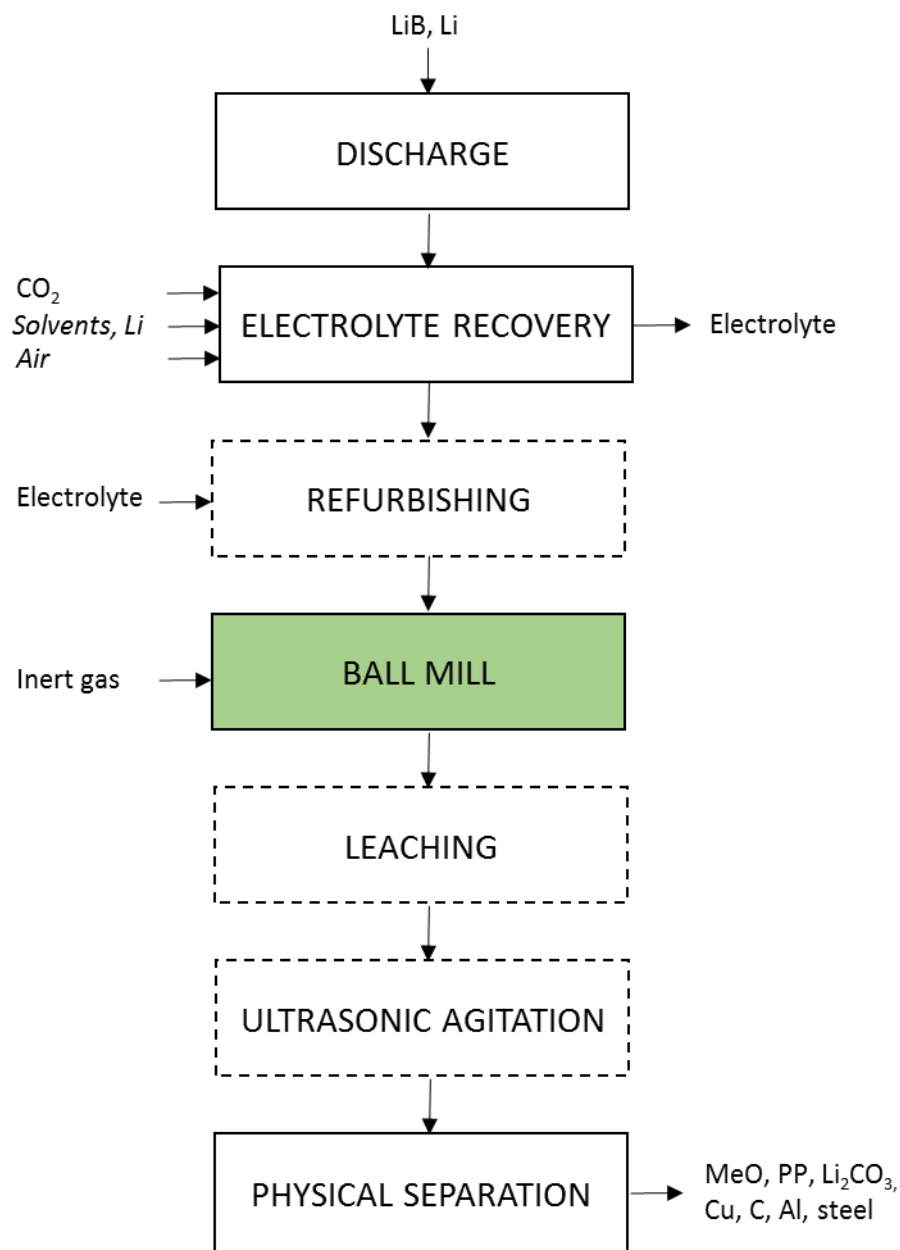 LiB, Li
DISCHARGE
CO₂
Solvents, Li
Air
ELECTROLYTE RECOVERY
Electrolyte
Electrolyte
REFURBISHING
Inert gas
BALL MILL
LEACHING
ULTRASONIC AGITATION
PHYSICAL SEPARATION
MeO, PP, Li₂CO₃,
Cu, C, Al, steel